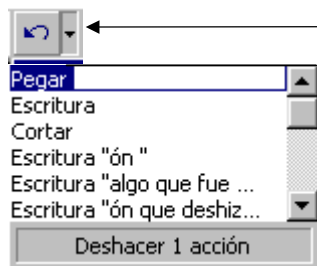 Pegar
Escritura
Cortar
Escritura "ón "
Escritura "algo que fue ...
Escritura "ón que deshiz...
Deshacer 1 acción